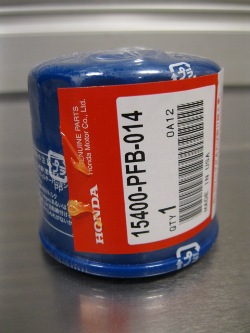 GENUINE PARTS
Honda Motor Co., Ltd.
HONDA
15400-PFB-014
0A12
QTY 1
MADE IN USA